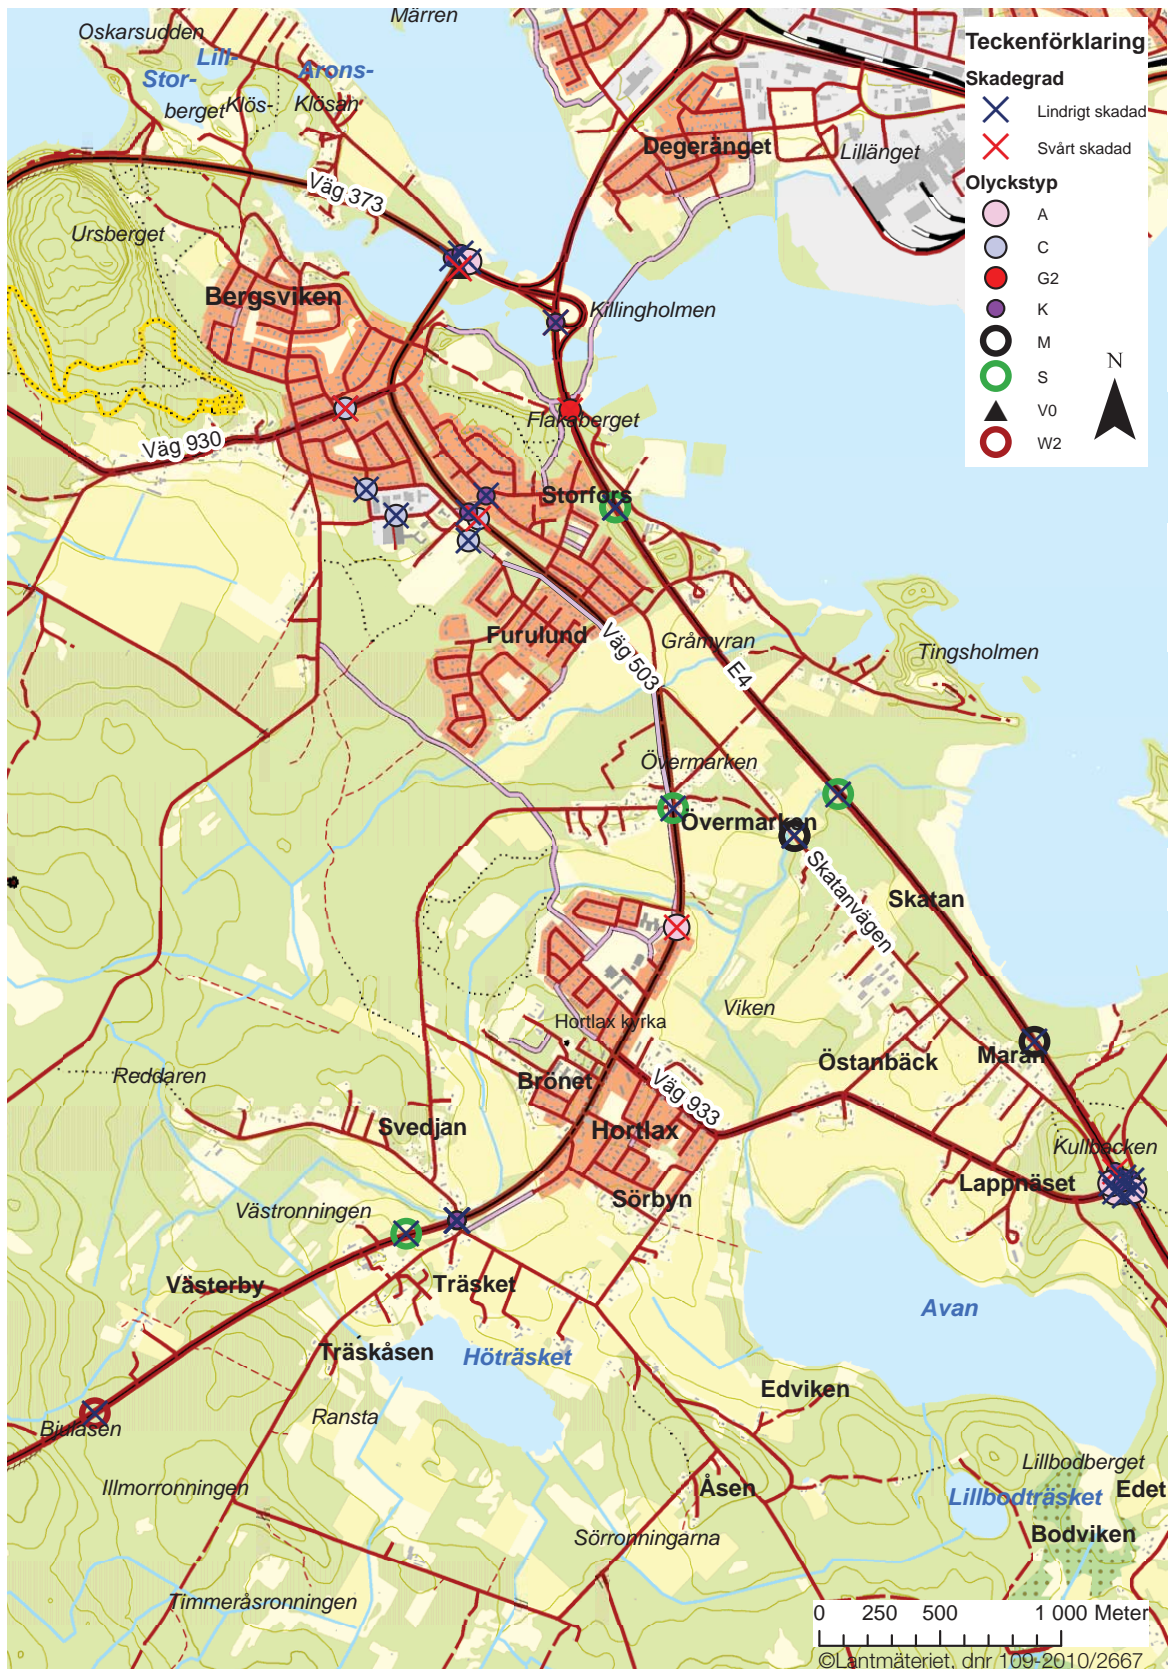 Märren
Oskarsudden
Lill-
Stor-
Arons-
berget
Klös-
Klösan
Degeränget
Lillänget
Väg 373
Ursberget
Bergsviken
Killingholmen
Flakaberget
Väg 930
Storfors
Furulund
Väg 503
Gråmyran
E4
Tingsholmen
Övermarken
Övermarken
Skatanvägen
Skatan
Viken
Hortlax kyrka
Östanbäck
Maran
Reddaren
Brönet
Väg 933
Svedjan
Hortlax
Kullbacken
Lappnäset
Sörbyn
Västronningen
Västerby
Träsket
Avan
Träskåsen
Höträsket
Edviken
Bjuråsen
Ransta
Illmorronningen
Åsen
Lillbodberget
Lillbodträsket
Edet
Bodviken
Sörronningarna
Timmeråsronningen
Teckenförklaring
Skadegrad
Lindrigt skadad
Svårt skadad
Olyckstyp
A
C
G2
K
M
S
V0
W2
N
0 250 500 1 000 Meter
©Lantmäteriet, dnr 109-2010/2667